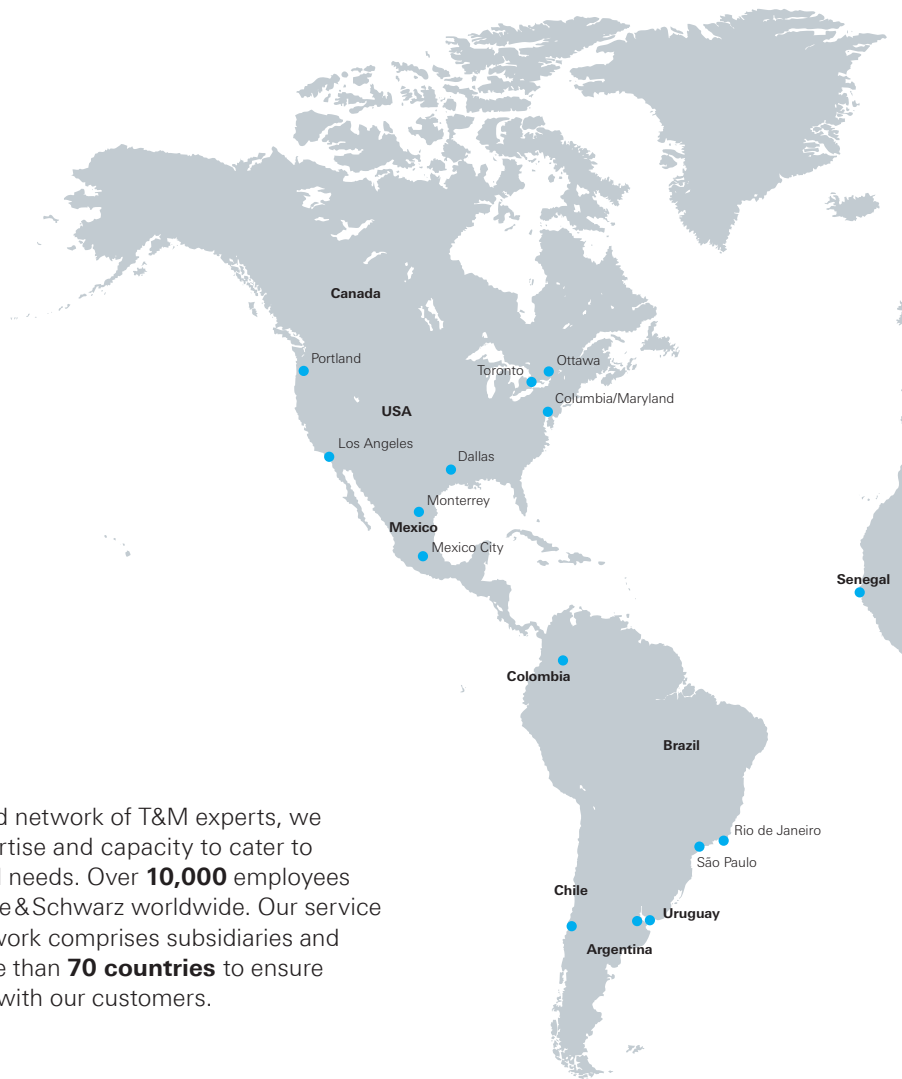 Canada
Portland
Ottawa
Toronto
Columbia/Maryland
USA
Los Angeles
Dallas
Monterrey
Mexico
Mexico City
Senegal
Colombia
Brazil
Rio de Janeiro
São Paulo
Chile
Uruguay
Argentina
network of T&M experts, we
and capacity to cater to
needs. Over 10,000 employees
&Schwarz worldwide. Our service
comprises subsidiaries and
than 70 countries to ensure
with our customers.